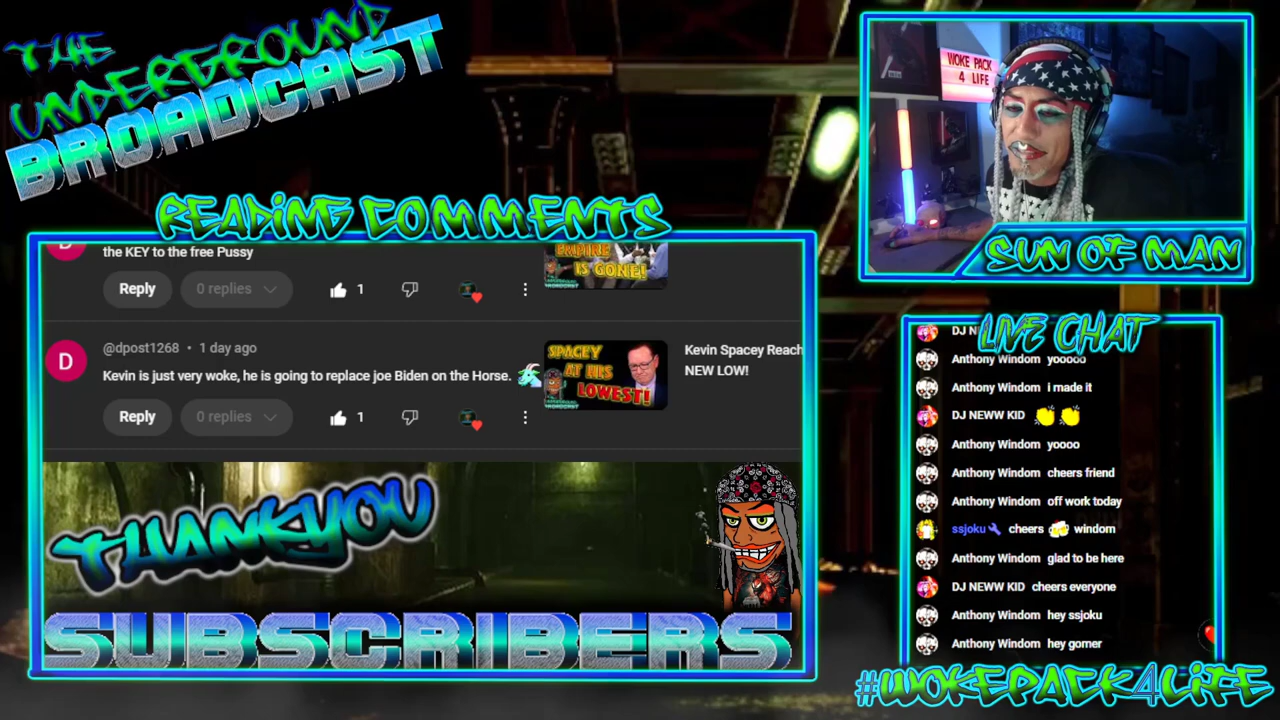 THE
UNDERGROUND
BROADCAST
WOKE PACK
4 LIFE
SUN OF MAN
READING COMMENTS
the KEY to the free Pussy
Reply
0 replies
1
EMPIRE
IS GONE!
D
@dpost1268 • 1 day ago
Kevin is just very woke, he is going to replace joe Biden on the Horse.
Reply
0 replies
1
SPACEY
AT HIS
LOWEST!
Kevin Spacey Reach
NEW LOW!
THANKYOU
SUBSCRIBERS
LIVE CHAT
DJ N
Anthony Windom yoooo
Anthony Windom i made it
DJ NEWW KID
Anthony Windom yoooo
Anthony Windom cheers friend
Anthony Windom off work today
ssjoku cheers windom
Anthony Windom glad to be here
DJ NEWW KID cheers everyone
Anthony Windom hey ssjoku
Anthony Windom hey gomer
#WOKEPACK4LIFE